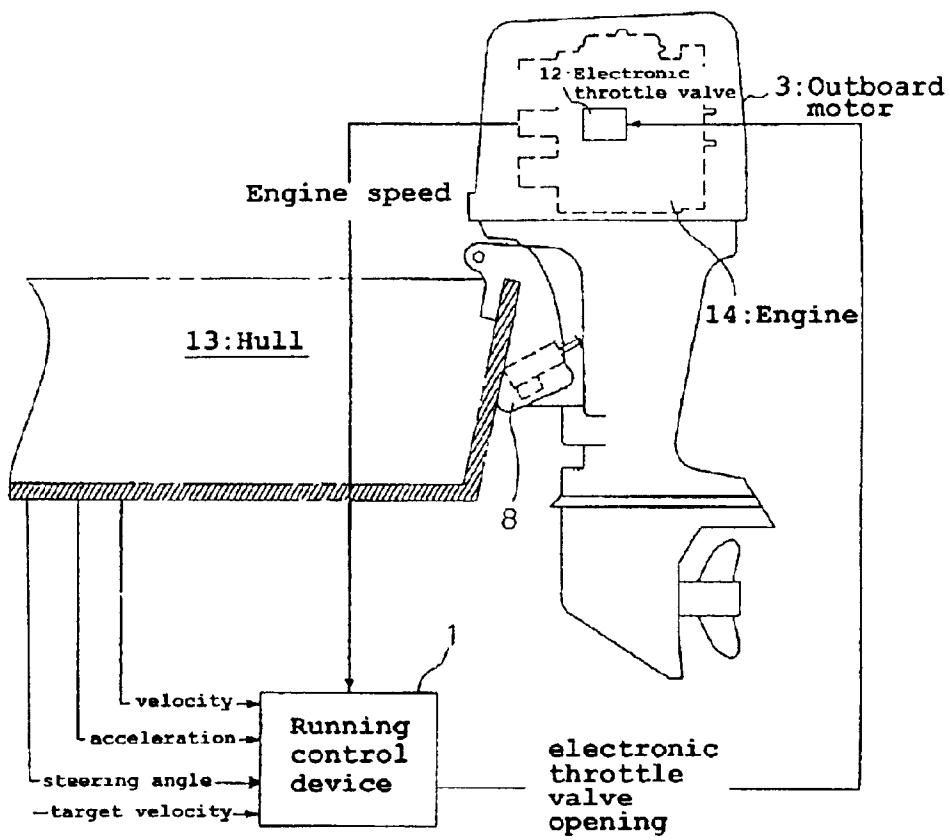 12:Electronic
throttle valve
3:Outboard
motor
Engine speed
14:Engine
13:Hull
8
1
velocity
acceleration
steering angle
target velocity
Running
control
device
electronic
throttle
valve
opening